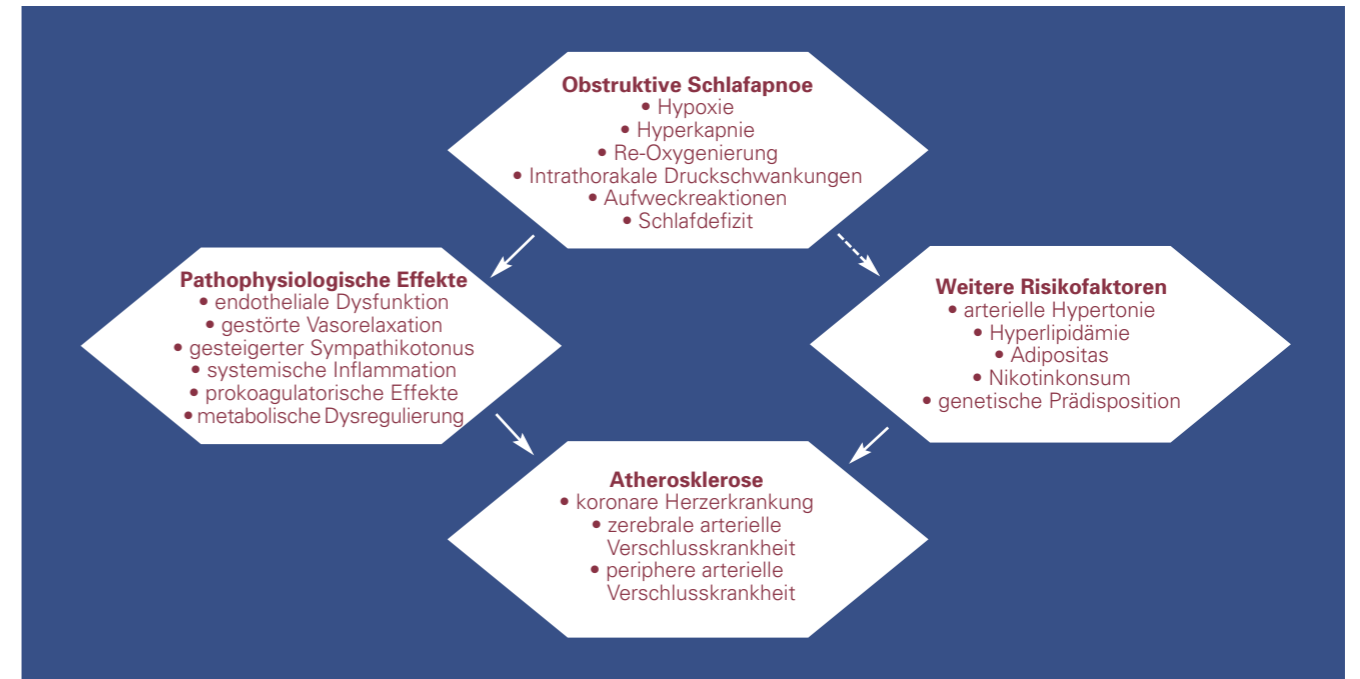 Obstruktive Schlafapnoe
• Hypoxie
• Hyperkapnie
• Re-Oxygenierung
• Intrathorakale Druckschwankungen
• Aufweckreaktionen
• Schlafdefizit
Pathophysiologische Effekte
• endotheliale Dysfunktion
• gestörte Vasorelaxation
• gesteigerter Sympathikotonus
• systemische Inflammation
• prokoagulatorische Effekte
• metabolische Dysregulierung
Weitere Risikofaktoren
• arterielle Hypertonie
• Hyperlipidämie
• Adipositas
• Nikotinkonsum
• genetische Prädisposition
Atherosklerose
• koronare Herzerkrankung
• zerebrale arterielle
Verschlusskrankheit
• periphere arterielle
Verschlusskrankheit